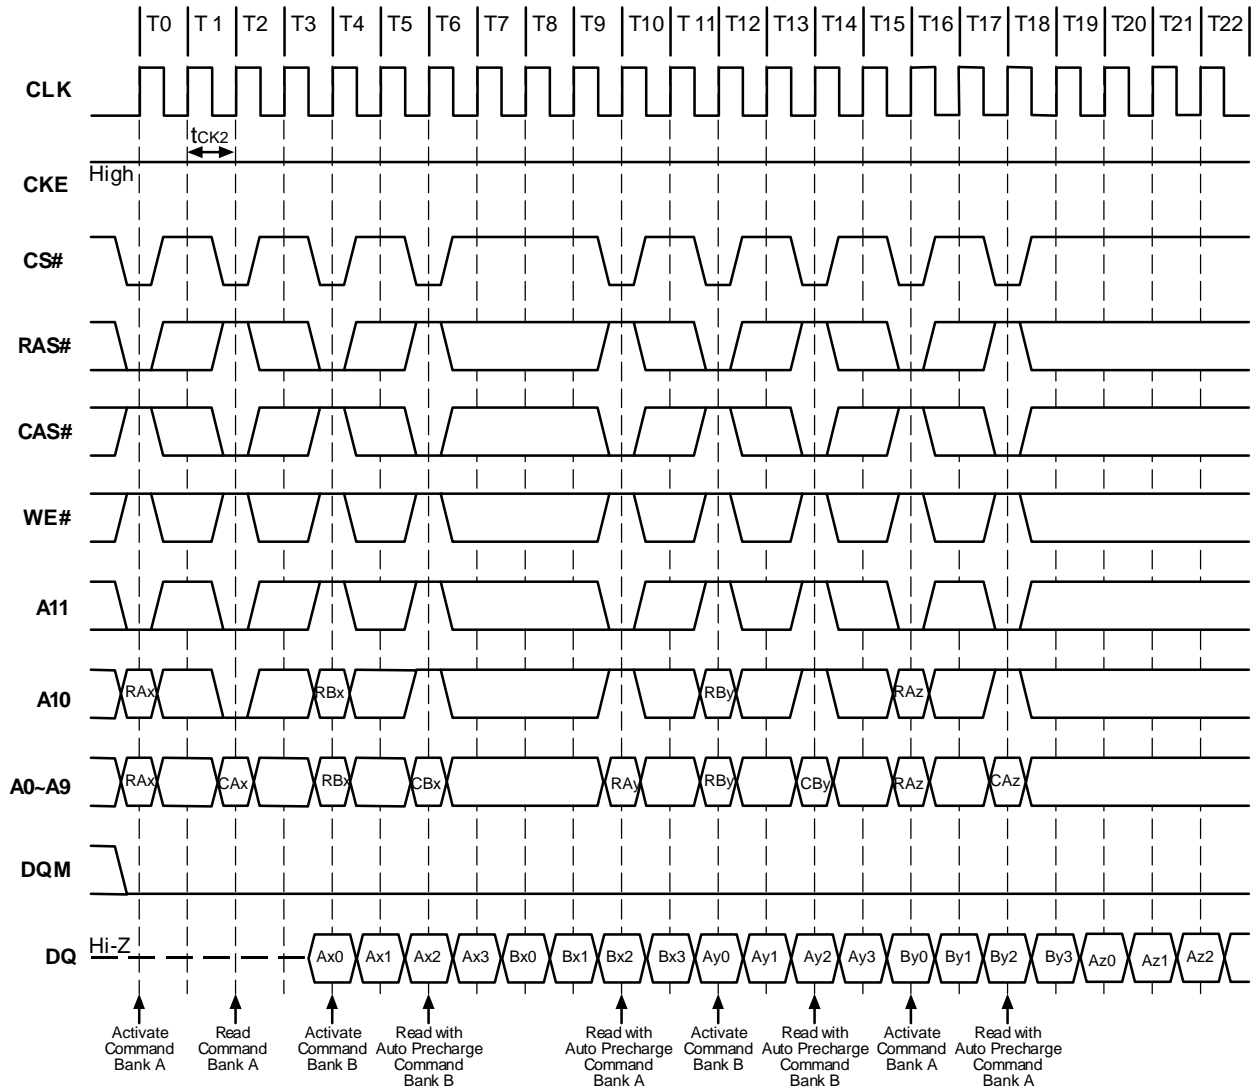 T0 T 1 T2 T3 T4 T5 T6 T7 T8 T9 T10 T 11 T12 T13 T14 T15 T16 T17 T18 T19 T20 T21 T22
CLK
tCK2
High
CKE
CS#
RAS#
CAS#
WE#
A11
A10 RAx RBx RBy RAz
A0~A9 RAx CAx RBx CBx RAy RBy CBy RAz CAz
DQM
DQ Hi-Z Ax0 Ax1 Ax2 Ax3 Bx0 Bx1 Bx2 Bx3 Ay0 Ay1 Ay2 Ay3 By0 By1 By2 By3 Az0 Az1 Az2
Activate
Command
Bank A
Read
Command
Bank A
Activate
Command
Bank B
Read with
Auto Precharge
Command
Bank B
Read with
Auto Precharge
Command
Bank A
Activate
Command
Bank B
Read with
Auto Precharge
Command
Bank B
Activate
Command
Bank A
Read with
Auto Precharge
Command
Bank A